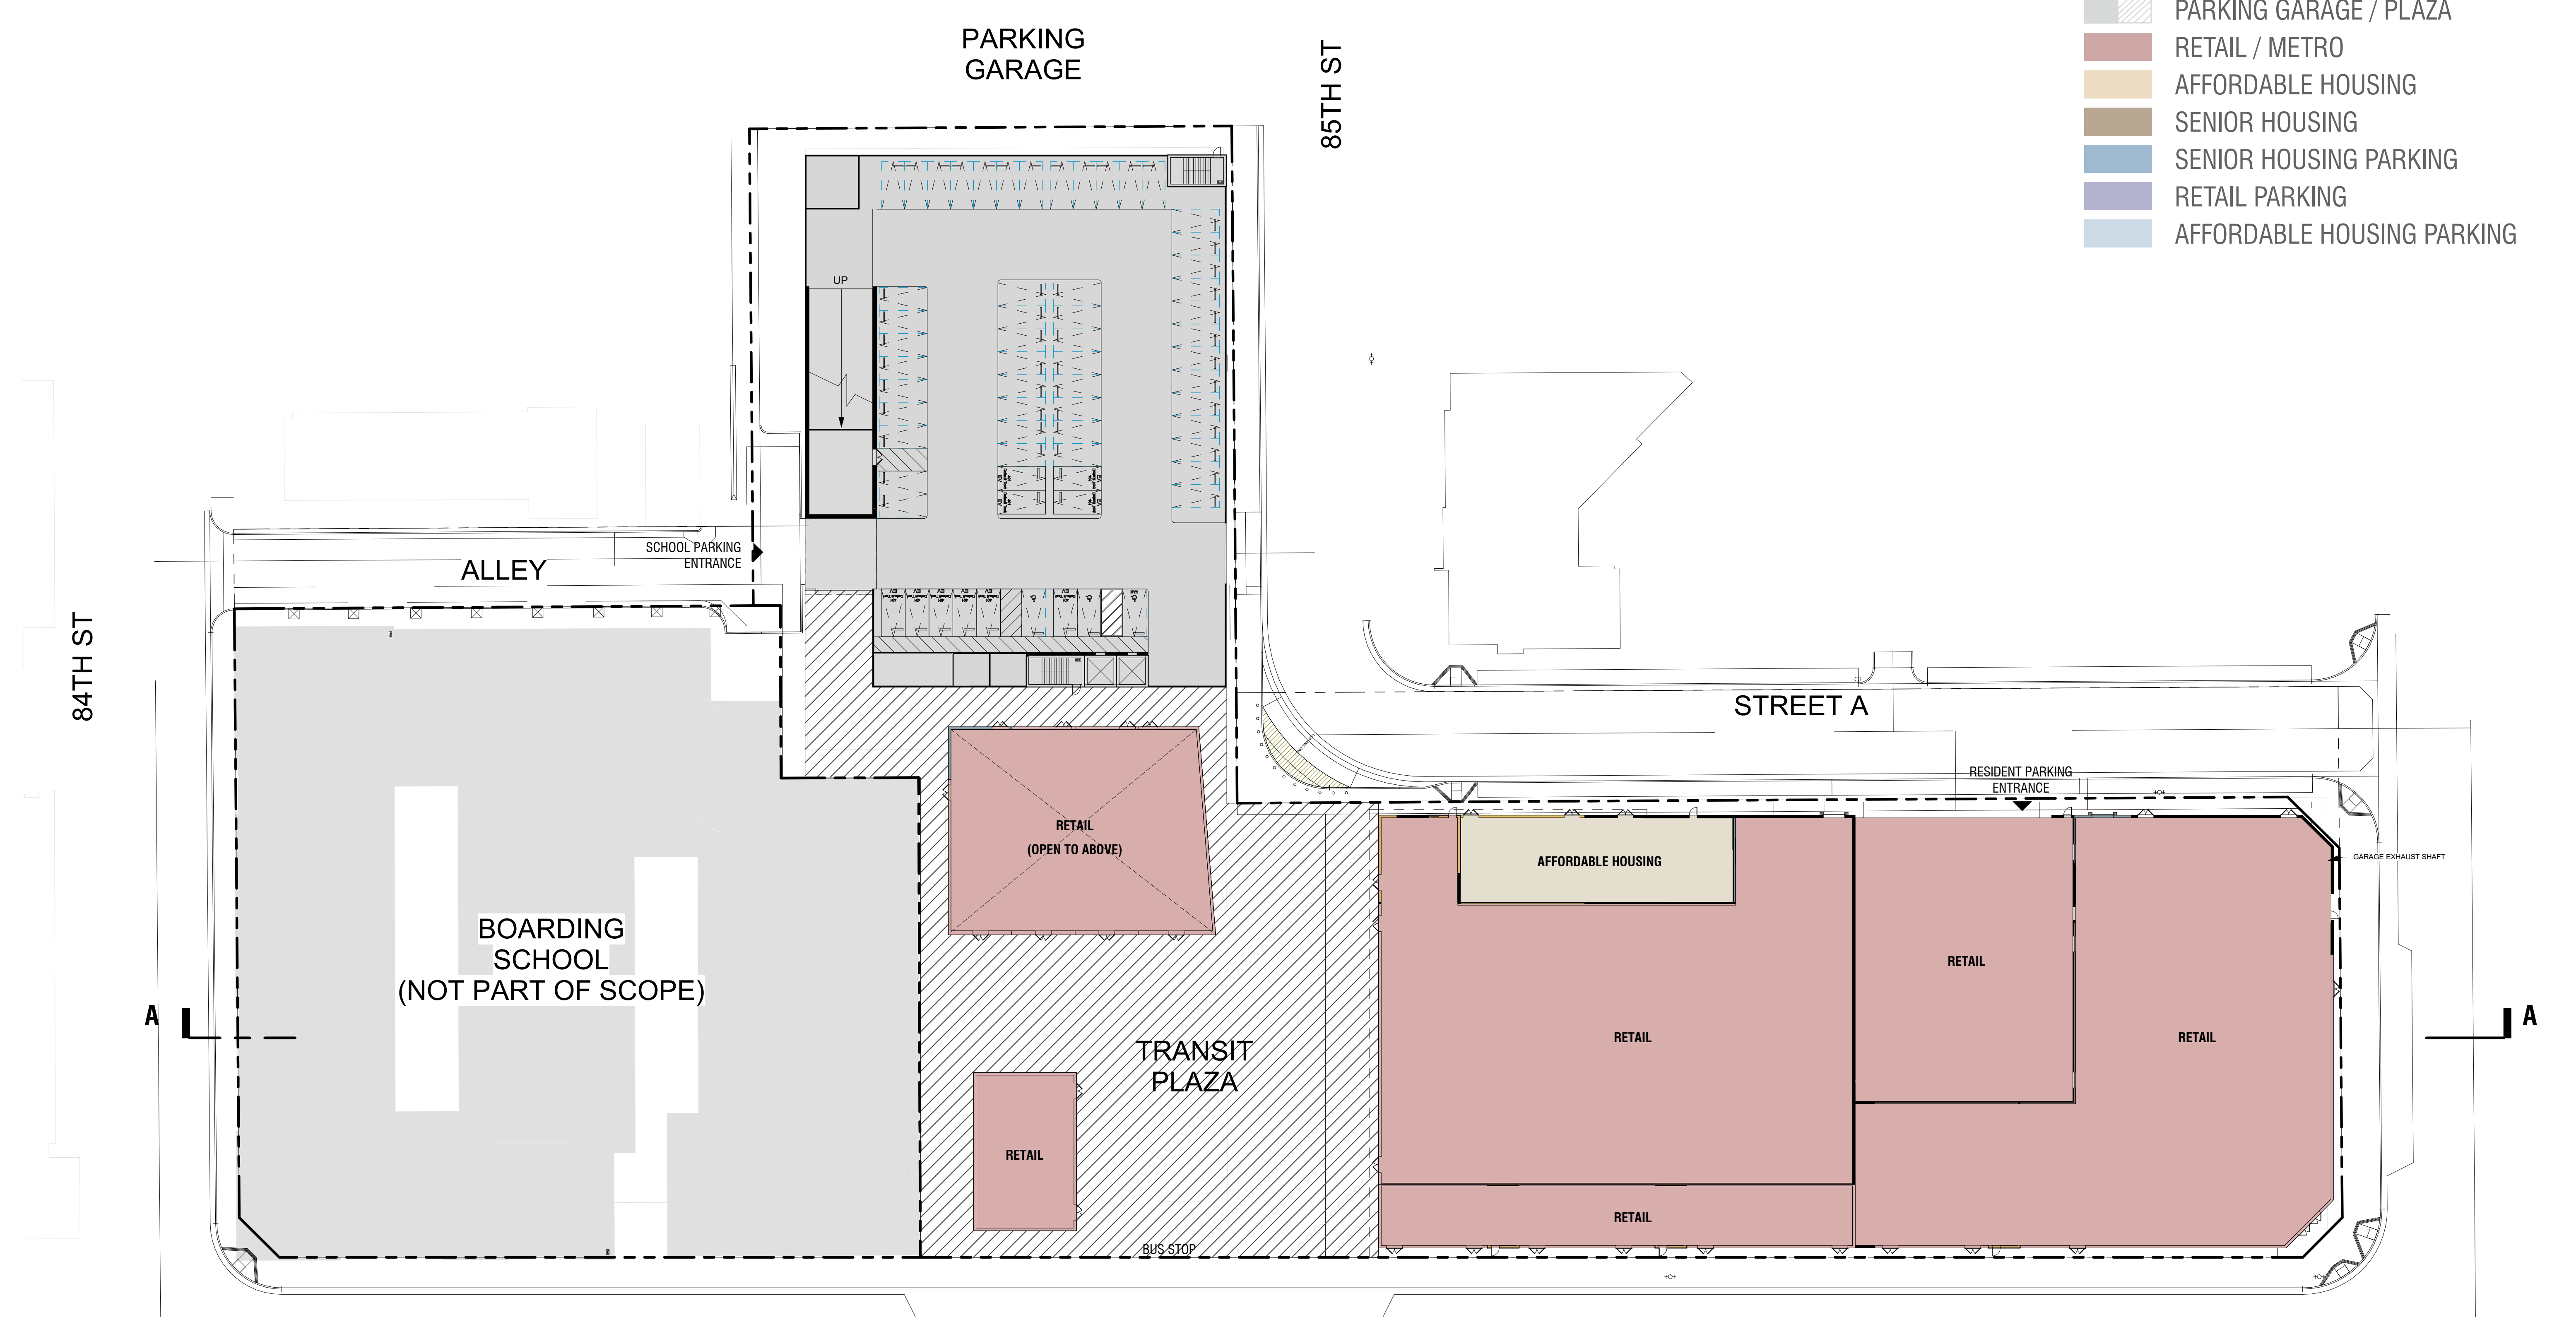 PARKING GARAGE / PLAZA
RETAIL / METRO
AFFORDABLE HOUSING
SENIOR HOUSING
SENIOR HOUSING PARKING
RETAIL PARKING
AFFORDABLE HOUSING PARKING
PARKING
GARAGE
85TH ST
UP
SCHOOL PARKING
ENTRANCE
ALLEY
84TH ST
STREET A
RESIDENT PARKING
ENTRANCE
GARAGE EXHAUST SHAFT
RETAIL
(OPEN TO ABOVE)
AFFORDABLE HOUSING
BOARDING
SCHOOL
(NOT PART OF SCOPE)
RETAIL
A
RETAIL
RETAIL
A
TRANSIT
PLAZA
RETAIL
RETAIL
BUS STOP